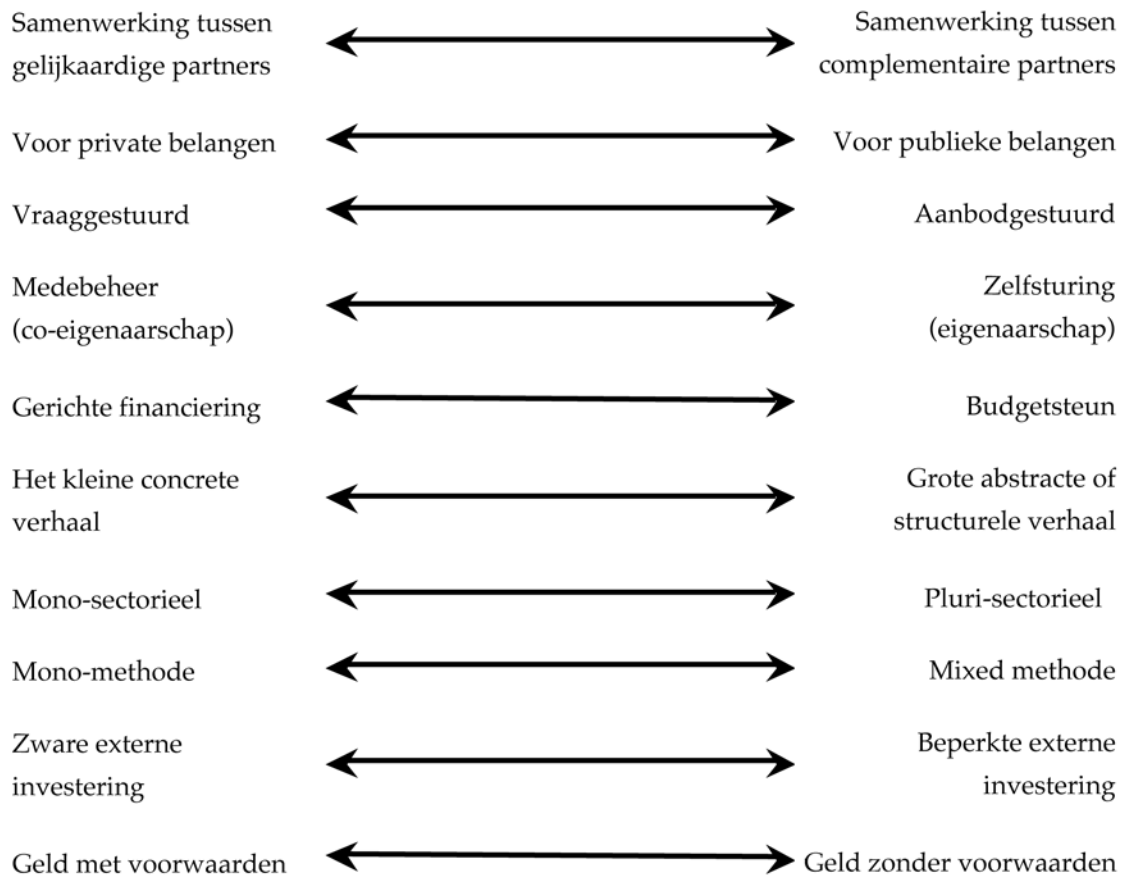 Samenwerking tussen
gelijkaardige partners
Samenwerking tussen
complementaire partners
Voor private belangen
Voor publieke belangen
Vraaggestuurd
Aanbodgestuurd
Medebeheer
(co-eigenaarschap)
Zelfsturing
(eigenaarschap)
Gerichte financiering
Budgetsteun
Het kleine concrete
verhaal
Grote abstracte of
structurele verhaal
Mono-sectorieel
Pluri-sectorieel
Mono-methode
Mixed methode
Zware externe
investering
Beperkte externe
investering
Geld met voorwaarden
Geld zonder voorwaarden